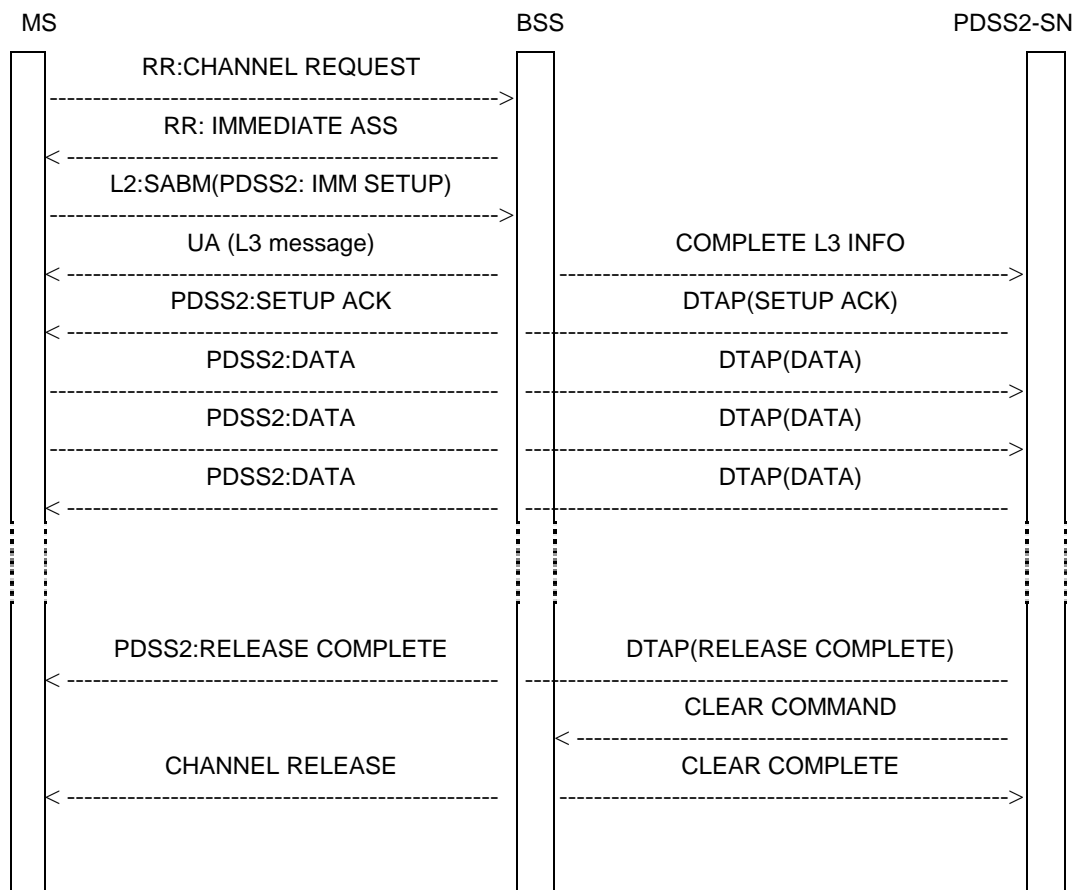 MS BSS PDSS2-SN
RR:CHANNEL REQUEST
RR: IMMEDIATE ASS
L2:SABM(PDSS2: IMM SETUP)
UA (L3 message) COMPLETE L3 INFO
PDSS2:SETUP ACK DTAP(SETUP ACK)
PDSS2:DATA DTAP(DATA)
PDSS2:DATA DTAP(DATA)
PDSS2:DATA DTAP(DATA)
PDSS2:RELEASE COMPLETE DTAP(RELEASE COMPLETE)
CLEAR COMMAND
CHANNEL RELEASE CLEAR COMPLETE